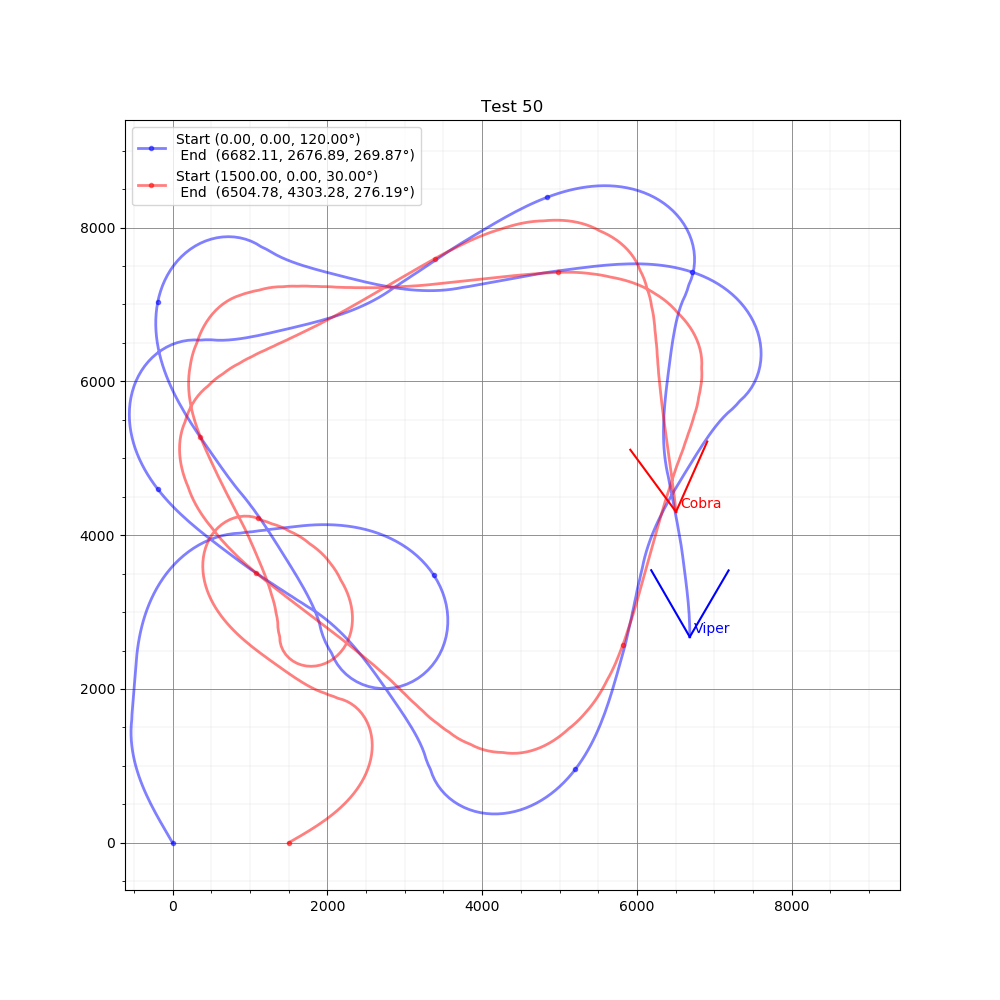 Test 50
Start (0.00, 0.00, 120.00°)
End (6682.11, 2676.89, 269.87°)
Start (1500.00, 0.00, 30.00°)
End (6504.78, 4303.28, 276.19°)
8000
6000
4000
2000
0
Cobra
Viper
0 2000 4000 6000 8000